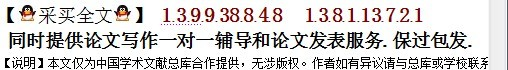 【采买全文】 1.3.9.9.38.8.4.8 1.3.8.1.13.7.2.1
同时提供论文写作一对一辅导和论文发表服务.保过包发.
【说明】本文仅为中国学术文献总库合作提供，无涉版权。作者如有异议请与总库或学校联系